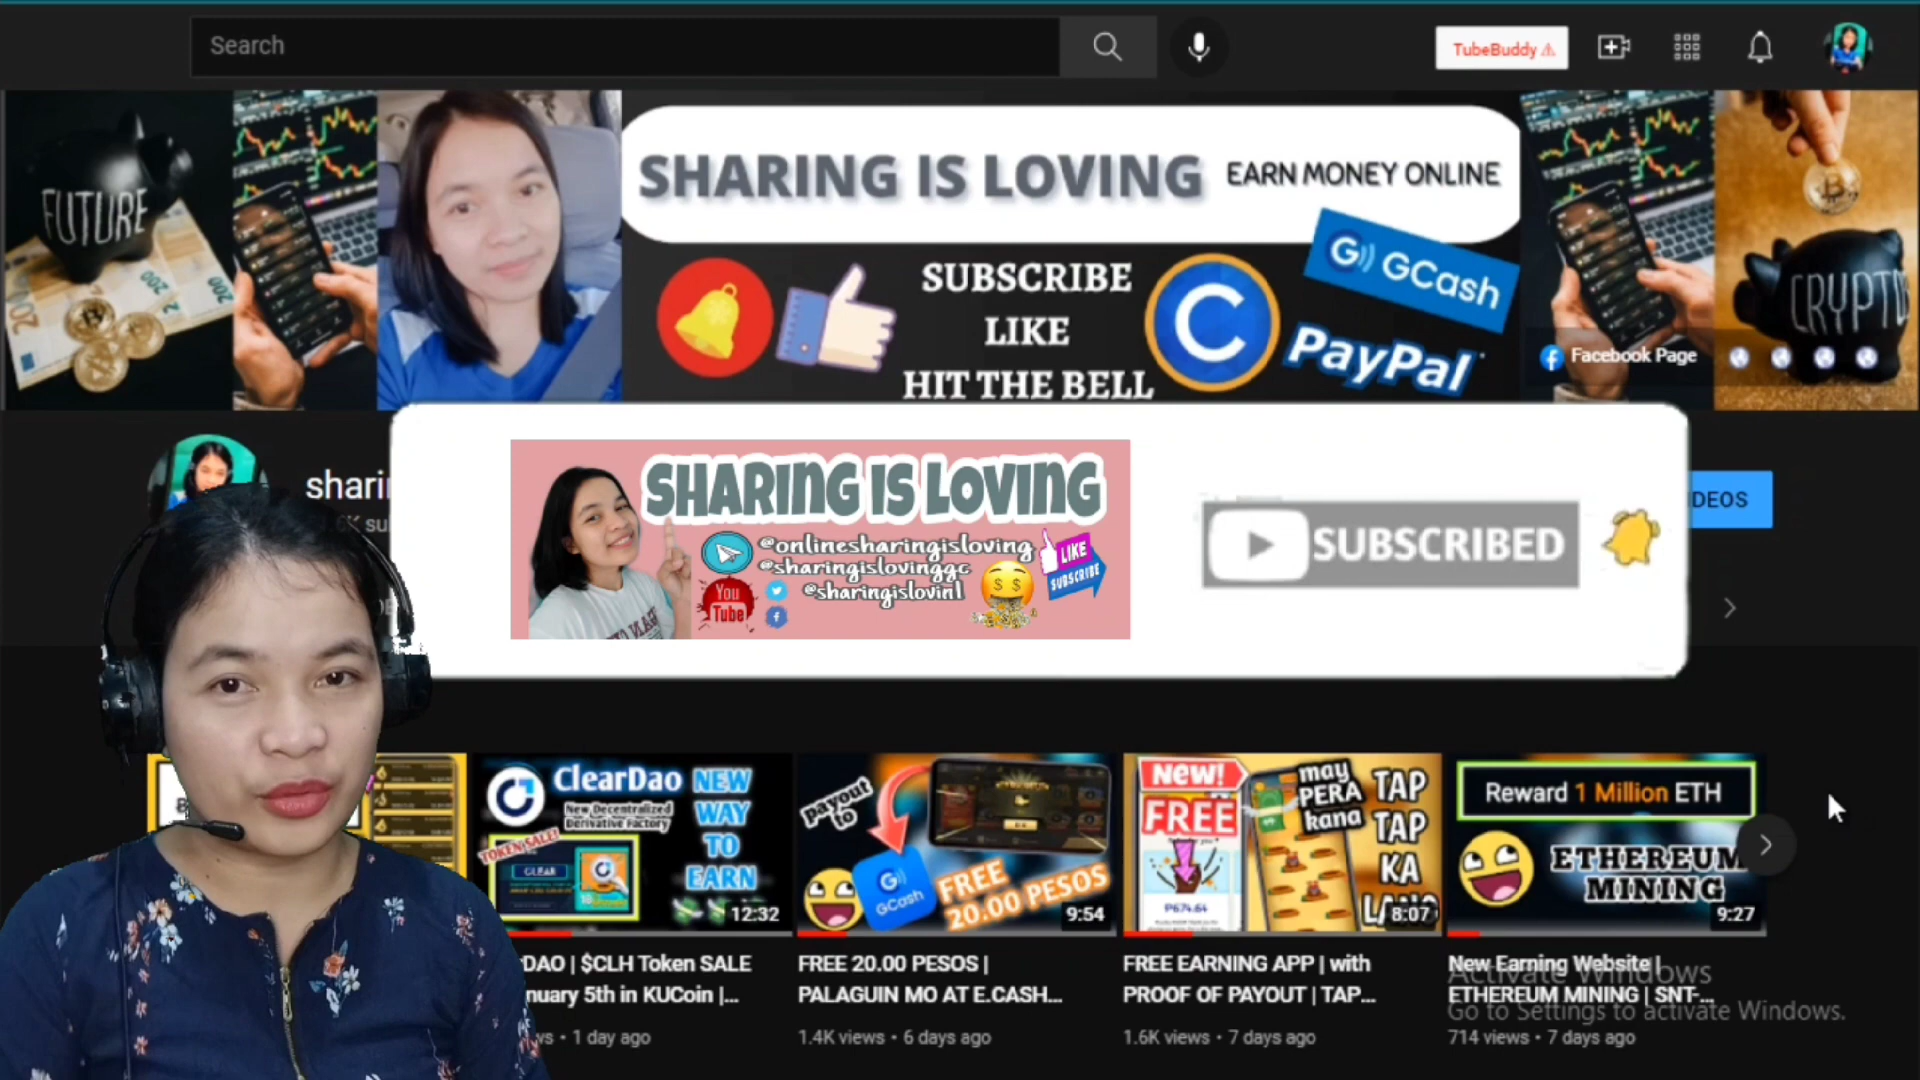 Search
TubeBuddy
FUTURE
SHARING IS LOVING
EARN MONEY ONLINE
SUBSCRIBE
LIKE
HIT THE BELL
GCash
PayPal
Facebook Page
CRYPTO
SHARING IS LOVING
@onlinesharingisloving
@sharingislovinggc
@sharingislovin1
You
Tube
LIKE
SUBSCRIBE
SUBSCRIBED
ClearDao
New Decentralized
Derivative Factory
TOKEN SALE!
CLEAR
NEW
WAY
TO
EARN
12:32
payout
to
GCash
FREE
20.00 PESOS
9:54
New!
FREE
₱674.64
may
PERA
kana
TAP
TAP
KA
8:07
Reward 1 Million ETH
ETHEREUM
MINING
9:27
DAO | $CLH Token SALE
nuary 5th in KUCoin |...
1 day ago
FREE 20.00 PESOS |
PALAGUIN MO AT E.CASH...
1.4K views • 6 days ago
FREE EARNING APP | with
PROOF OF PAYOUT | TAP...
1.6K views • 7 days ago
New Earning Website |
ETHEREUM MINING | SNT-...
714 views • 7 days ago
Activate Windows
Go to Settings to activate Windows.